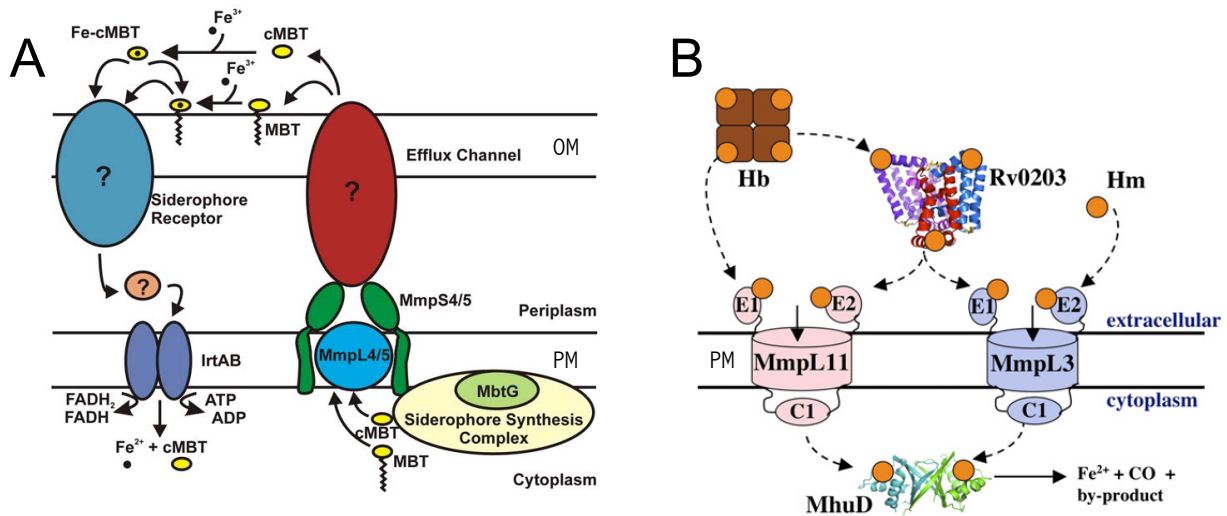 A
Fe-cMBT
Fe³⁺
cMBT
Fe³⁺
MBT
?
Siderophore
Receptor
?
Efflux Channel
OM
?
MmpS4/5
Periplasm
IrtAB
MmpL4/5
PM
FADH₂
FADH
ATP
ADP
MbtG
Siderophore Synthesis
Complex
cMBT
MBT
Fe²⁺ + cMBT
Cytoplasm
B
Hb
Rv0203
Hm
E1
E2
E1
E2
extracellular
PM
MmpL11
MmpL3
cytoplasm
C1
C1
MhuD
Fe²⁺ + CO +
by-product